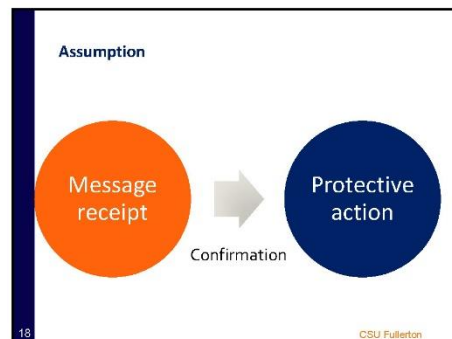 Assumption
Message
receipt
Confirmation
Protective
action
18
CSU Fullerton